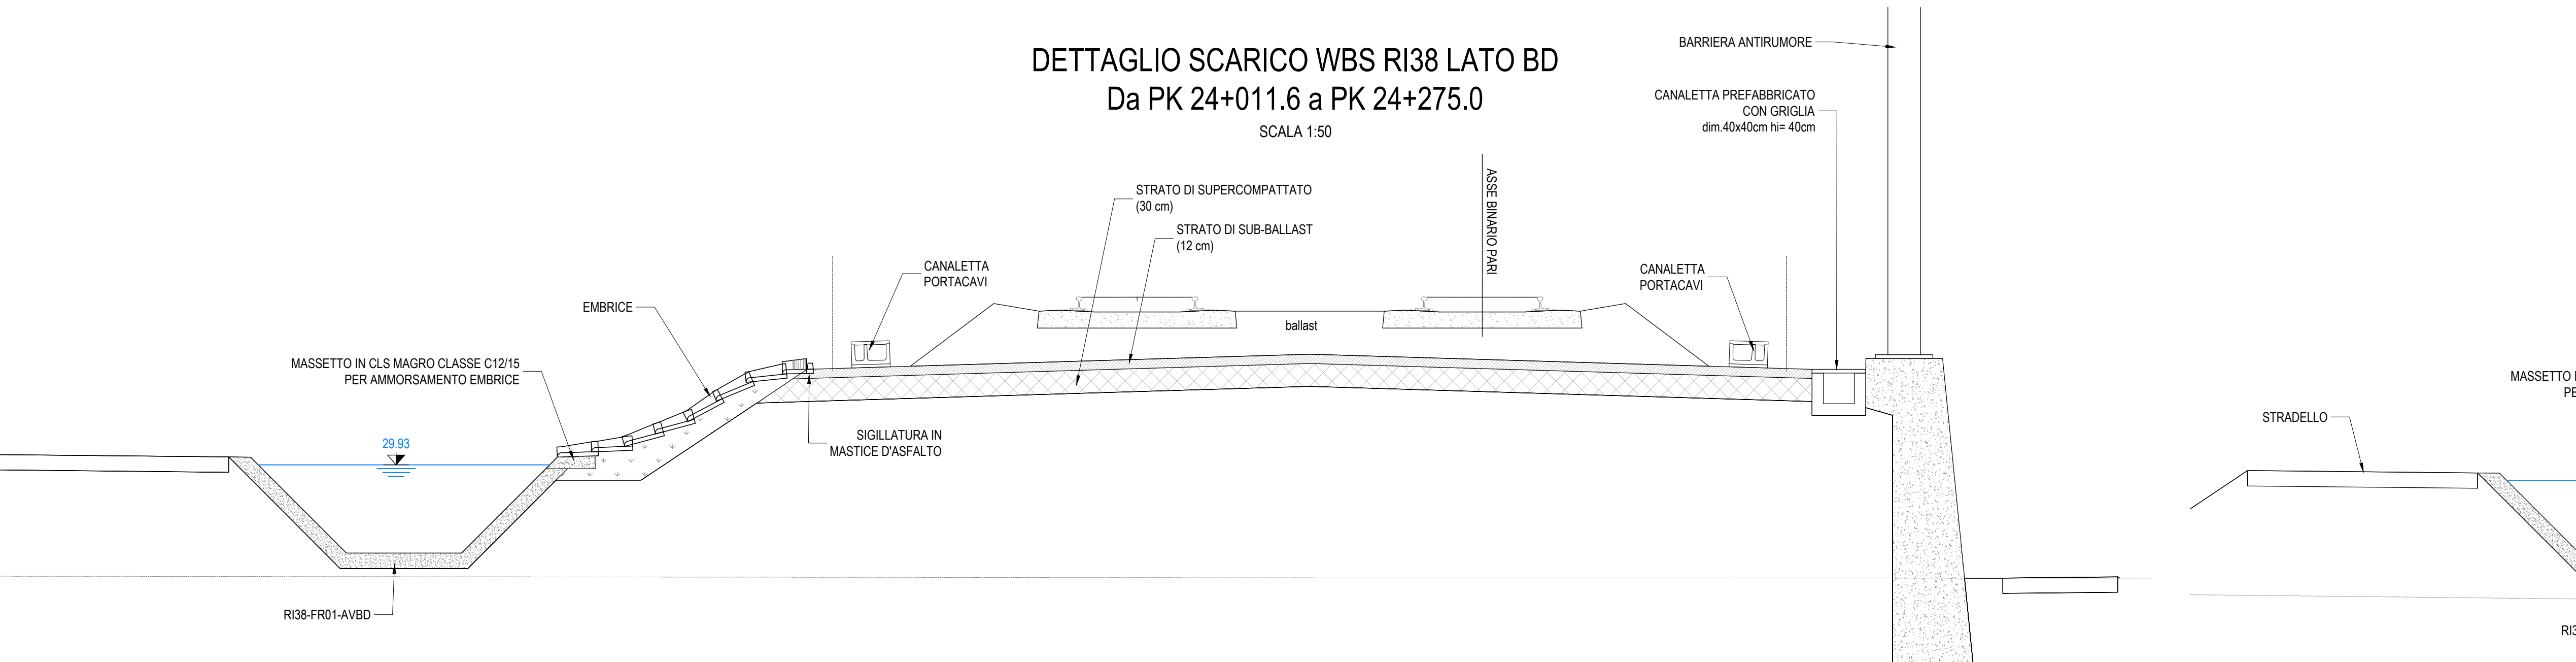 DETTAGLIO SCARICO WBS RI38 LATO BD
Da PK 24+011.6 a PK 24+275.0
SCALA 1:50
BARRIERA ANTIRUMORE
CANALETTA PREFABBRICATO
CON GRIGLIA
dim.40x40cm hi= 40cm
ASSE BINARIO PARI
STRATO DI SUPERCOMPATTATO
(30 cm)
STRATO DI SUB-BALLAST
(12 cm)
CANALETTA
PORTACAVI
CANALETTA
PORTACAVI
EMBRICE
ballast
MASSETTO IN CLS MAGRO CLASSE C12/15
PER AMMORSAMENTO EMBRICE
SIGILLATURA IN
MASTICE D'ASFALTO
29.93
RI38-FR01-AVBD
STRADELLO
MASSETTO
PE